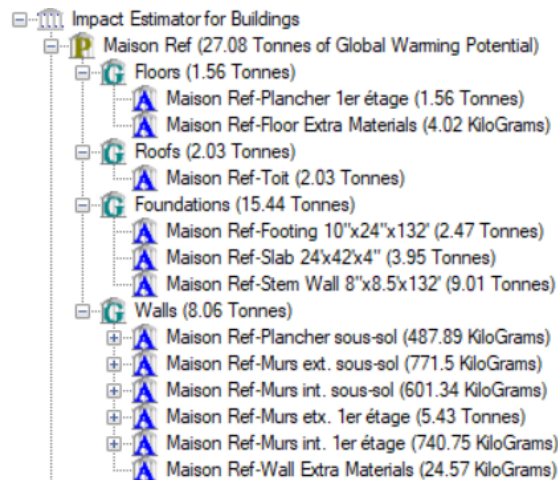 Impact Estimator for Buildings
Maison Ref (27.08 Tonnes of Global Warming Potential)
Floors (1.56 Tonnes)
Maison Ref-Plancher 1er étage (1.56 Tonnes)
Maison Ref-Floor Extra Materials (4.02 KiloGrams)
Roofs (2.03 Tonnes)
Maison Ref-Toit (2.03 Tonnes)
Foundations (15.44 Tonnes)
Maison Ref-Footing 10"x24"x132' (2.47 Tonnes)
Maison Ref-Slab 24'x42'x4" (3.95 Tonnes)
Maison Ref-Stem Wall 8"x8.5'x132' (9.01 Tonnes)
Walls (8.06 Tonnes)
Maison Ref-Plancher sous-sol (487.89 KiloGrams)
Maison Ref-Murs ext. sous-sol (771.5 KiloGrams)
Maison Ref-Murs int. sous-sol (601.34 KiloGrams)
Maison Ref-Murs etx. 1er étage (5.43 Tonnes)
Maison Ref-Murs int. 1er étage (740.75 KiloGrams)
Maison Ref-Wall Extra Materials (24.57 KiloGrams)